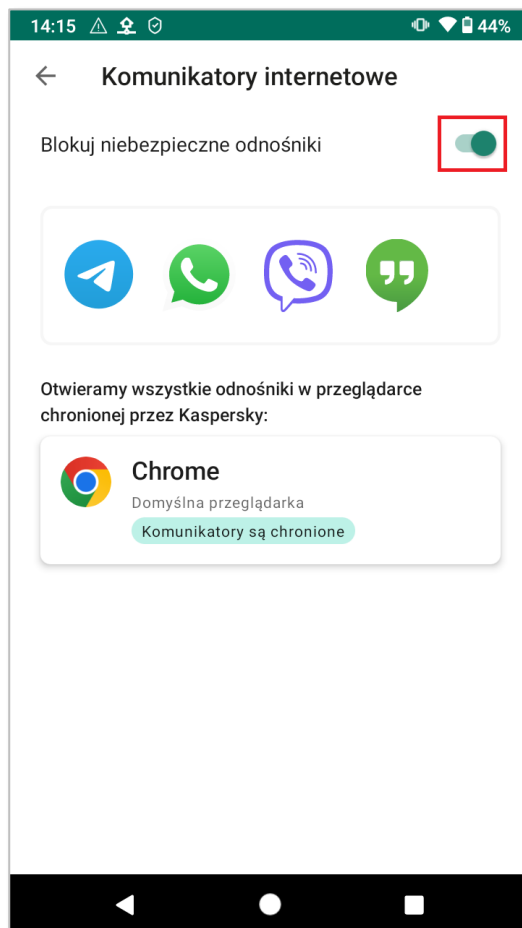 14:15
44%
Komunikatory internetowe
Blokuj niebezpieczne odnośniki
Otwieramy wszystkie odnośniki w przeglądarce
chronionej przez Kaspersky:
Chrome
Domyślna przeglądarka
Komunikatory są chronione